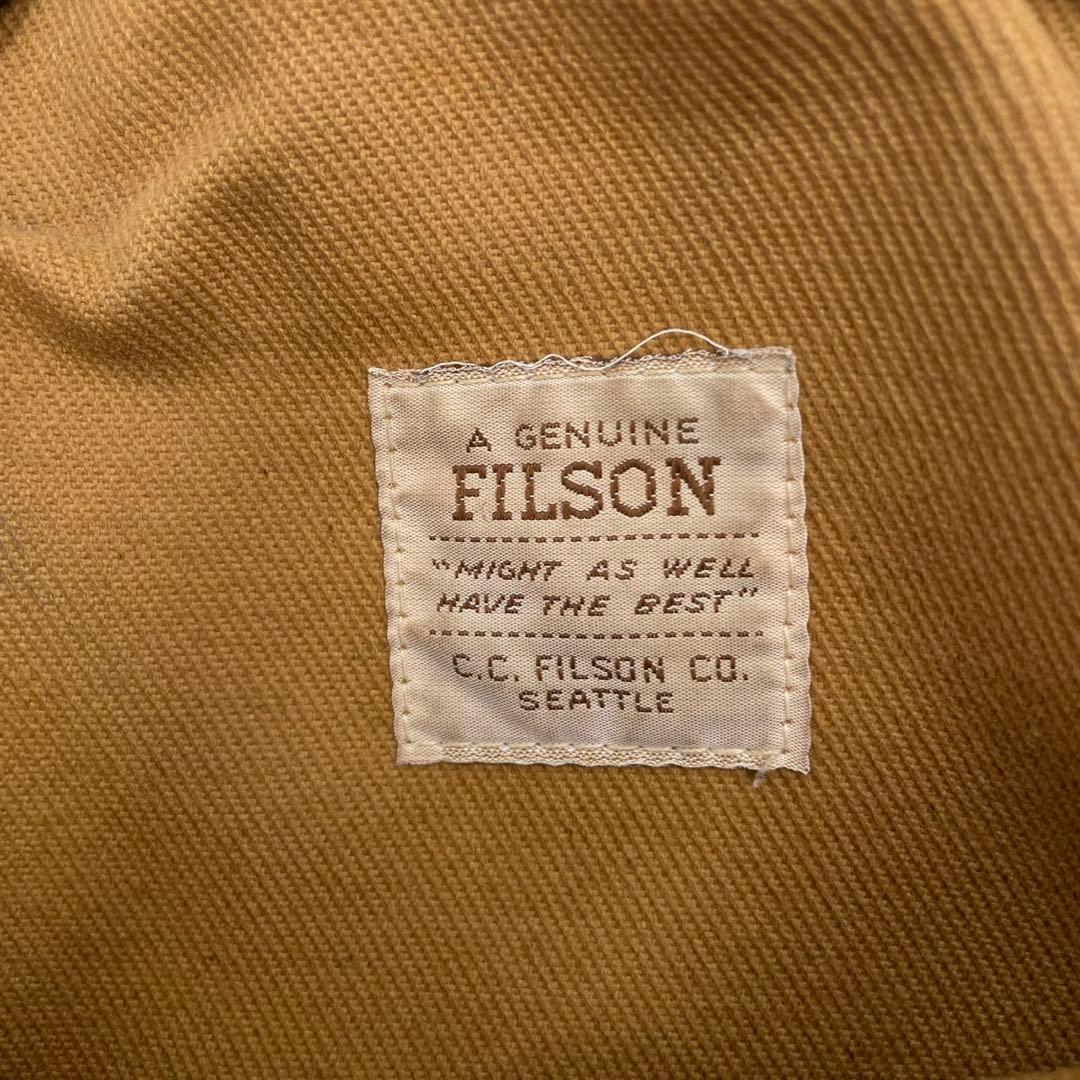 A GENUINE
FILSON
"MIGHT AS WELL
HAVE THE BEST"
C.C. FILSON CO.
SEATTLE